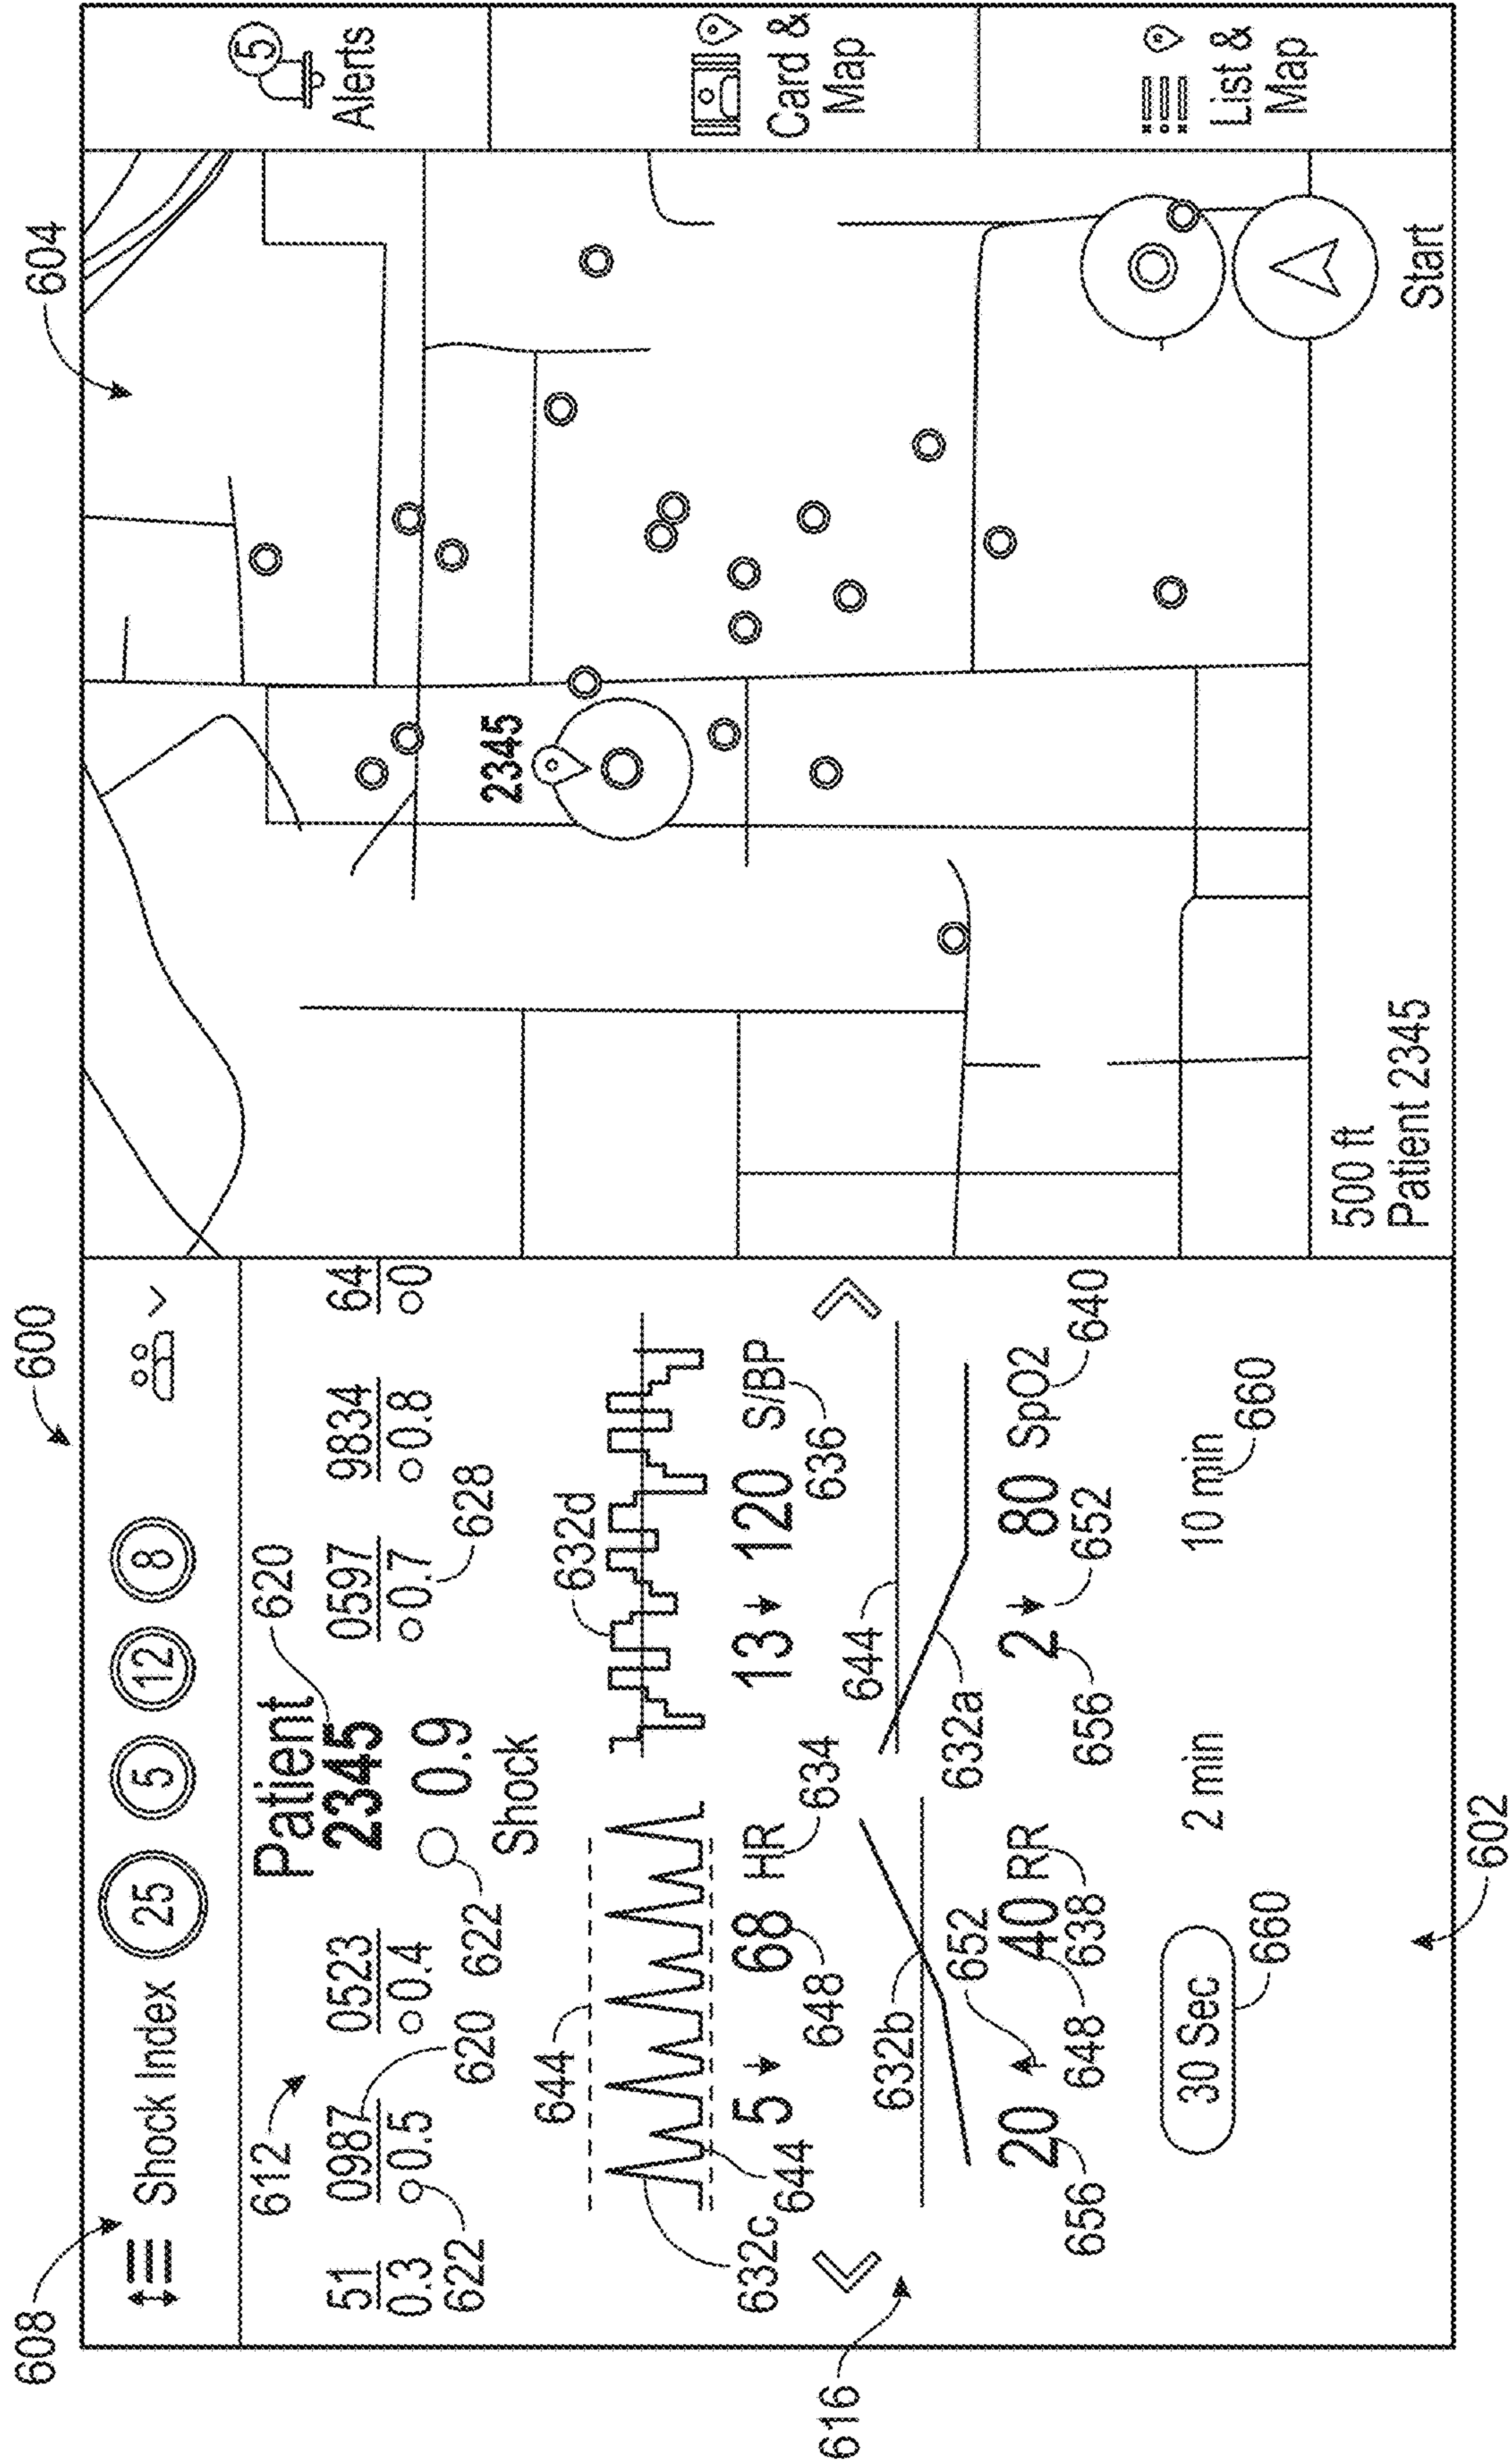 600
608
604
Shock Index 25 5 12 8
5
Alerts
612
Patient
620
51 0987 0523 2345 0597 9834 64
0.3 0.5 0.4 0.9 0.7 0.8 0
622 620 622 Shock 628
2345
644 632d
632c 644
5 68 HR 13 120 S/BP
648 634 636
Card &
Map
616
632b 644
652 632a
20 40 RR 2 80 SpO2
656 648 638 656 652 640
30 Sec 2 min 10 min
660 660
List &
Map
500 ft
Patient 2345
Start
602